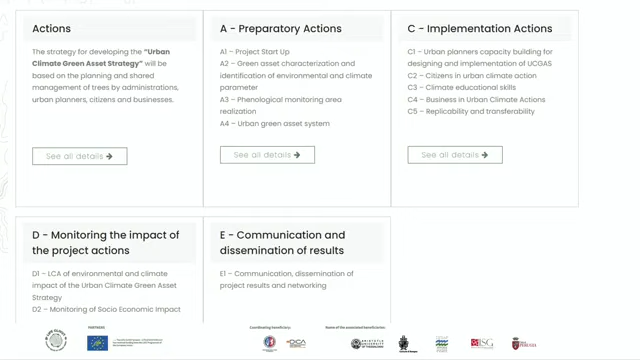 Actions
The strategy for developing the "Urban
Climate Green Asset Strategy" will be
based on the planning and shared
management of trees by administrations,
urban planners, citizens and businesses.
See all details →
A - Preparatory Actions
A1 – Project Start Up
A2 – Green asset characterization and
identification of environmental and climate
parameter
A3 – Phenological monitoring area
realization
A4 – Urban green asset system
See all details →
C - Implementation Actions
C1 – Urban planners capacity building for
designing and implementation of UCGAS
C2 – Citizens in urban climate action
C3 – Climate educational skills
C4 – Business in Urban Climate Actions
C5 – Replicability and transferability
See all details →
D - Monitoring the impact of
the project actions
D1 – LCA of environmental and climate
impact of the Urban Climate Green Asset
Strategy
D2 – Monitoring of Socio Economic Impact
E - Communication and
dissemination of results
E1 – Communication, dissemination of
project results and networking
PARTNERS
Coordinating beneficiary:
Name of the associated beneficiaries:
ARISTOTLE
UNIVERSITY
OF THESSALONIKI
ISG